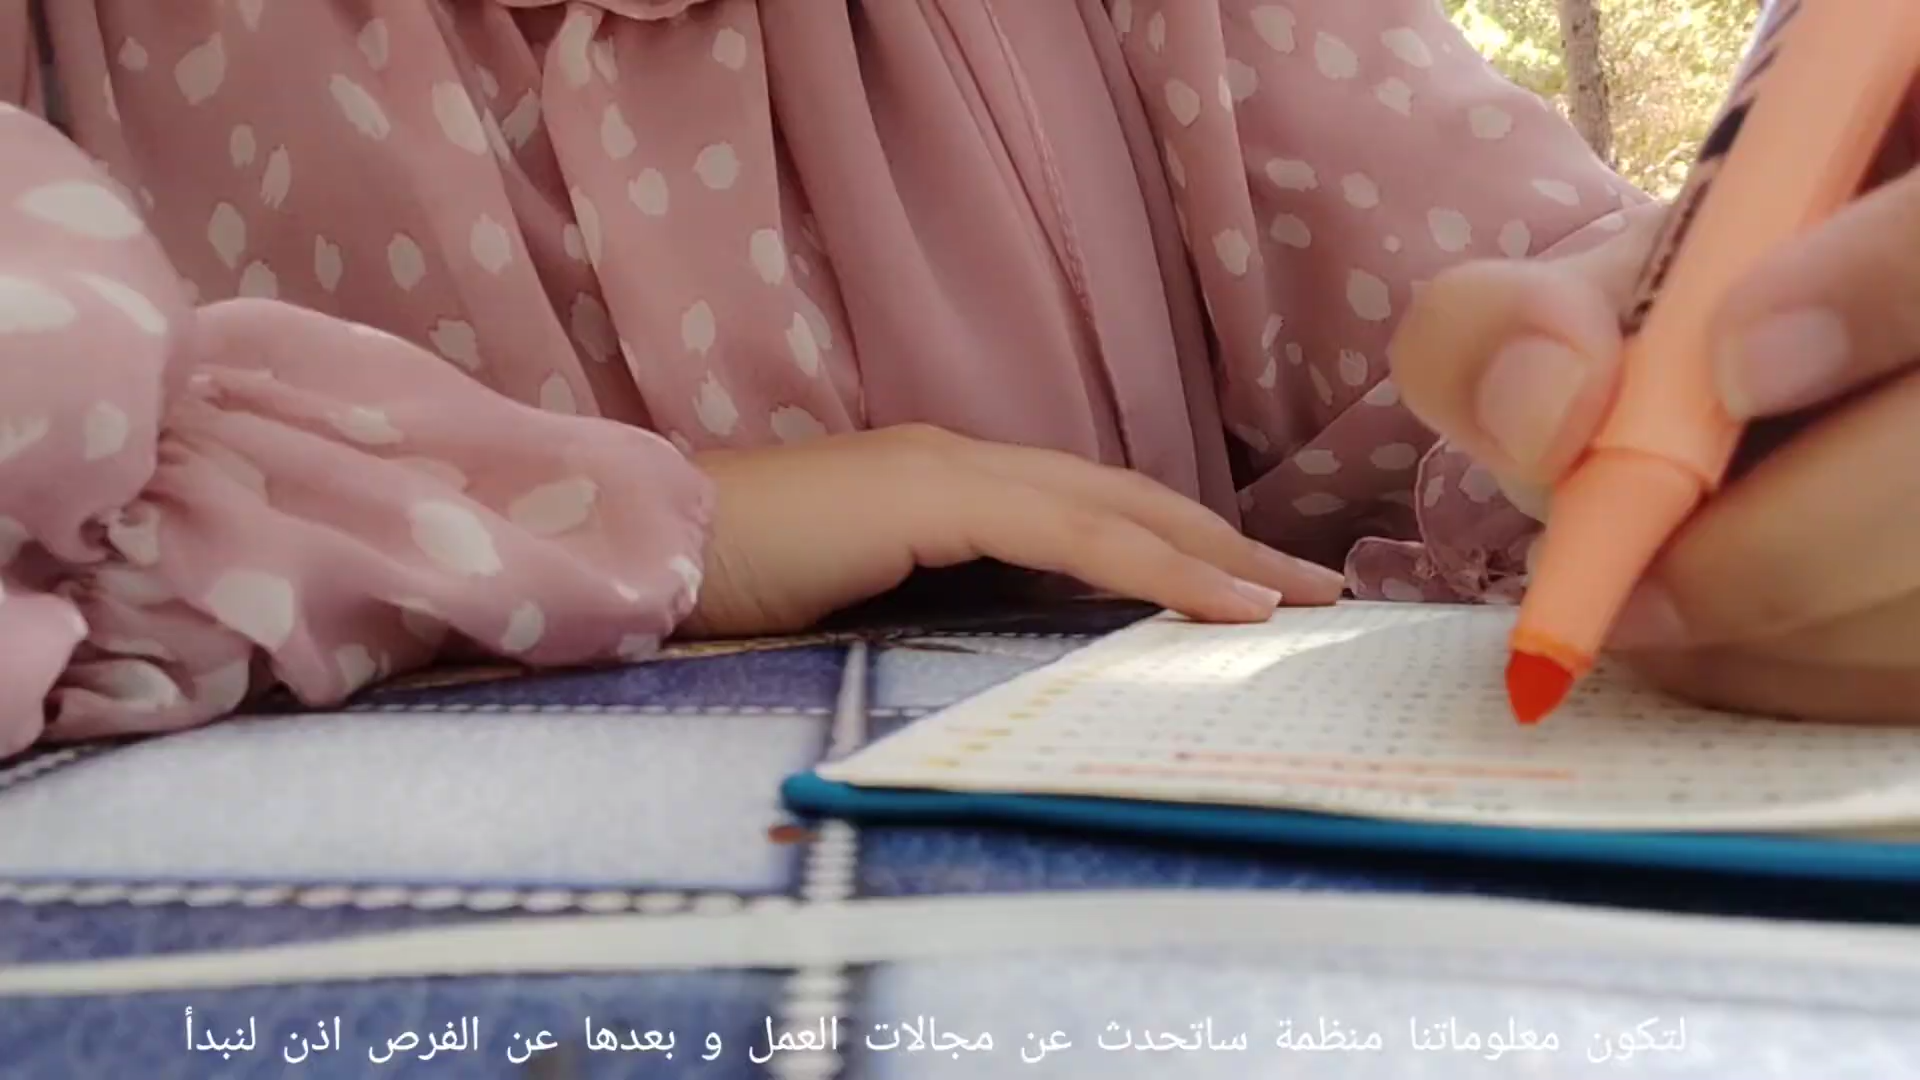 لتكون معلوماتنا منظمة ساتحدث عن مجالات العمل و بعدها عن الفرص اذن لنبدأ